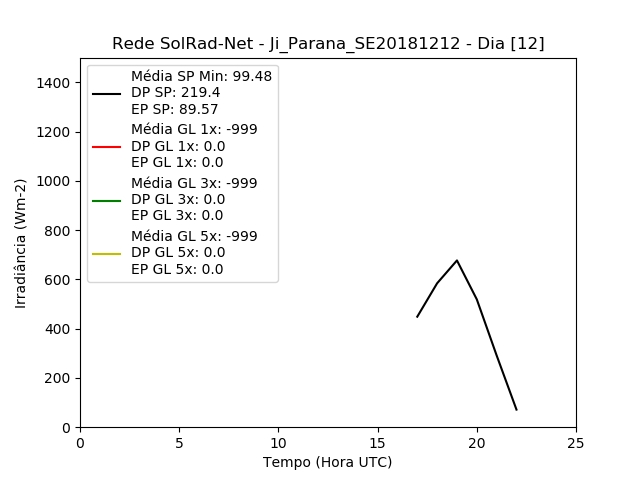 Rede SolRad-Net - Ji_Parana_SE20181212 - Dia [12]
Irradiância (Wm-2)
1400
1200
1000
800
600
400
200
0
Média SP Min: 99.48
DP SP: 219.4
EP SP: 89.57
Média GL 1x: -999
DP GL 1x: 0.0
EP GL 1x: 0.0
Média GL 3x: -999
DP GL 3x: 0.0
EP GL 3x: 0.0
Média GL 5x: -999
DP GL 5x: 0.0
EP GL 5x: 0.0
0 5 10 15 20 25
Tempo (Hora UTC)